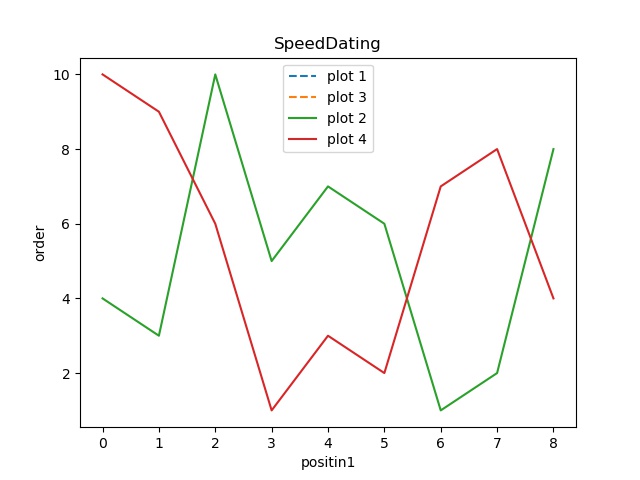 SpeedDating
plot 1
plot 3
plot 2
plot 4
10
8
6
4
2
order
0 1 2 3 4 5 6 7 8
positin1